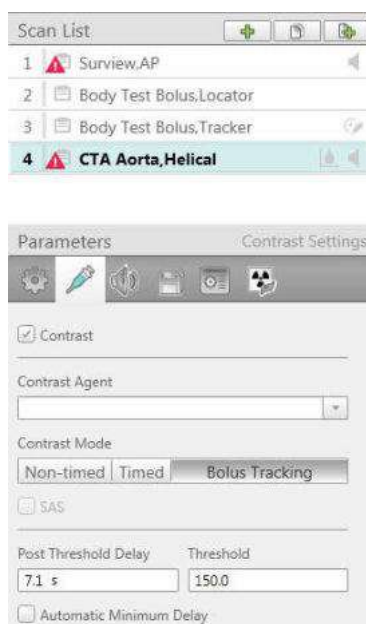 Scan List
1 Surview,AP
2 Body Test Bolus,Locator
3 Body Test Bolus,Tracker
4 CTA Aorta,Helical
Parameters Contrast Settings
Contrast
Contrast Agent
Contrast Mode
Non-timed Timed Bolus Tracking
SAS
Post Threshold Delay Threshold
7.1 s 150.0
Automatic Minimum Delay